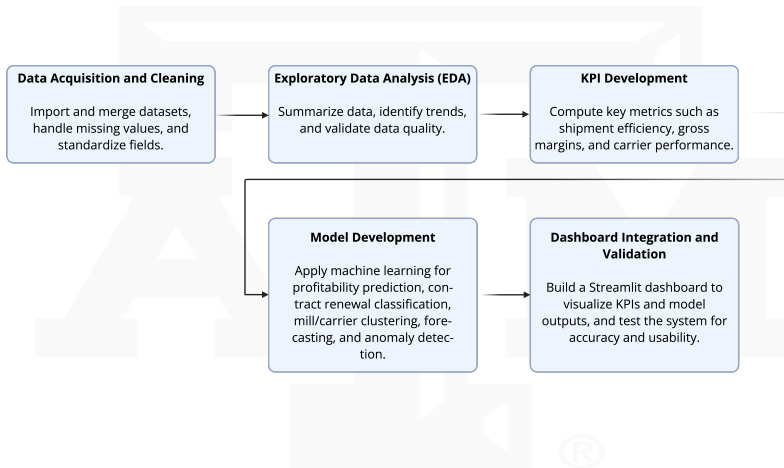 Data Acquisition and Cleaning
Import and merge datasets,
handle missing values, and
standardize fields.
Exploratory Data Analysis (EDA)
Summarize data, identify trends,
and validate data quality.
KPI Development
Compute key metrics such as
shipment efficiency, gross
margins, and carrier performance.
Model Development
Apply machine learning for
profitability prediction, con-
tract renewal classification,
mill/carrier clustering, fore-
casting, and anomaly detec-
tion.
Dashboard Integration and
Validation
Build a Streamlit dashboard to
visualize KPIs and model
outputs, and test the system for
accuracy and usability.
ATM
®